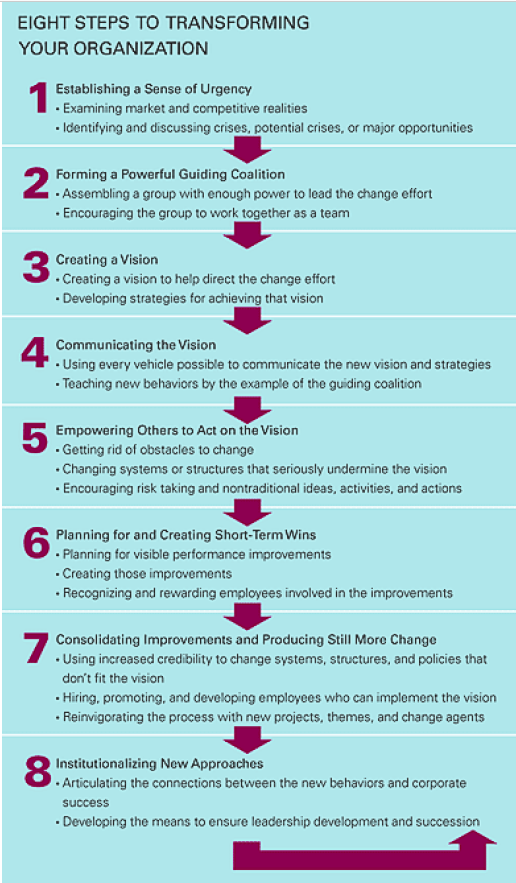 EIGHT STEPS TO TRANSFORMING
YOUR ORGANIZATION
1 Establishing a Sense of Urgency
• Examining market and competitive realities
• Identifying and discussing crises, potential crises, or major opportunities
2 Forming a Powerful Guiding Coalition
• Assembling a group with enough power to lead the change effort
• Encouraging the group to work together as a team
3 Creating a Vision
• Creating a vision to help direct the change effort
• Developing strategies for achieving that vision
4 Communicating the Vision
• Using every vehicle possible to communicate the new vision and strategies
• Teaching new behaviors by the example of the guiding coalition
5 Empowering Others to Act on the Vision
• Getting rid of obstacles to change
• Changing systems or structures that seriously undermine the vision
• Encouraging risk taking and nontraditional ideas, activities, and actions
6 Planning for and Creating Short-Term Wins
• Planning for visible performance improvements
• Creating those improvements
• Recognizing and rewarding employees involved in the improvements
7 Consolidating Improvements and Producing Still More Change
• Using increased credibility to change systems, structures, and policies that
don't fit the vision
• Hiring, promoting, and developing employees who can implement the vision
• Reinvigorating the process with new projects, themes, and change agents
8 Institutionalizing New Approaches
• Articulating the connections between the new behaviors and corporate
success
• Developing the means to ensure leadership development and succession